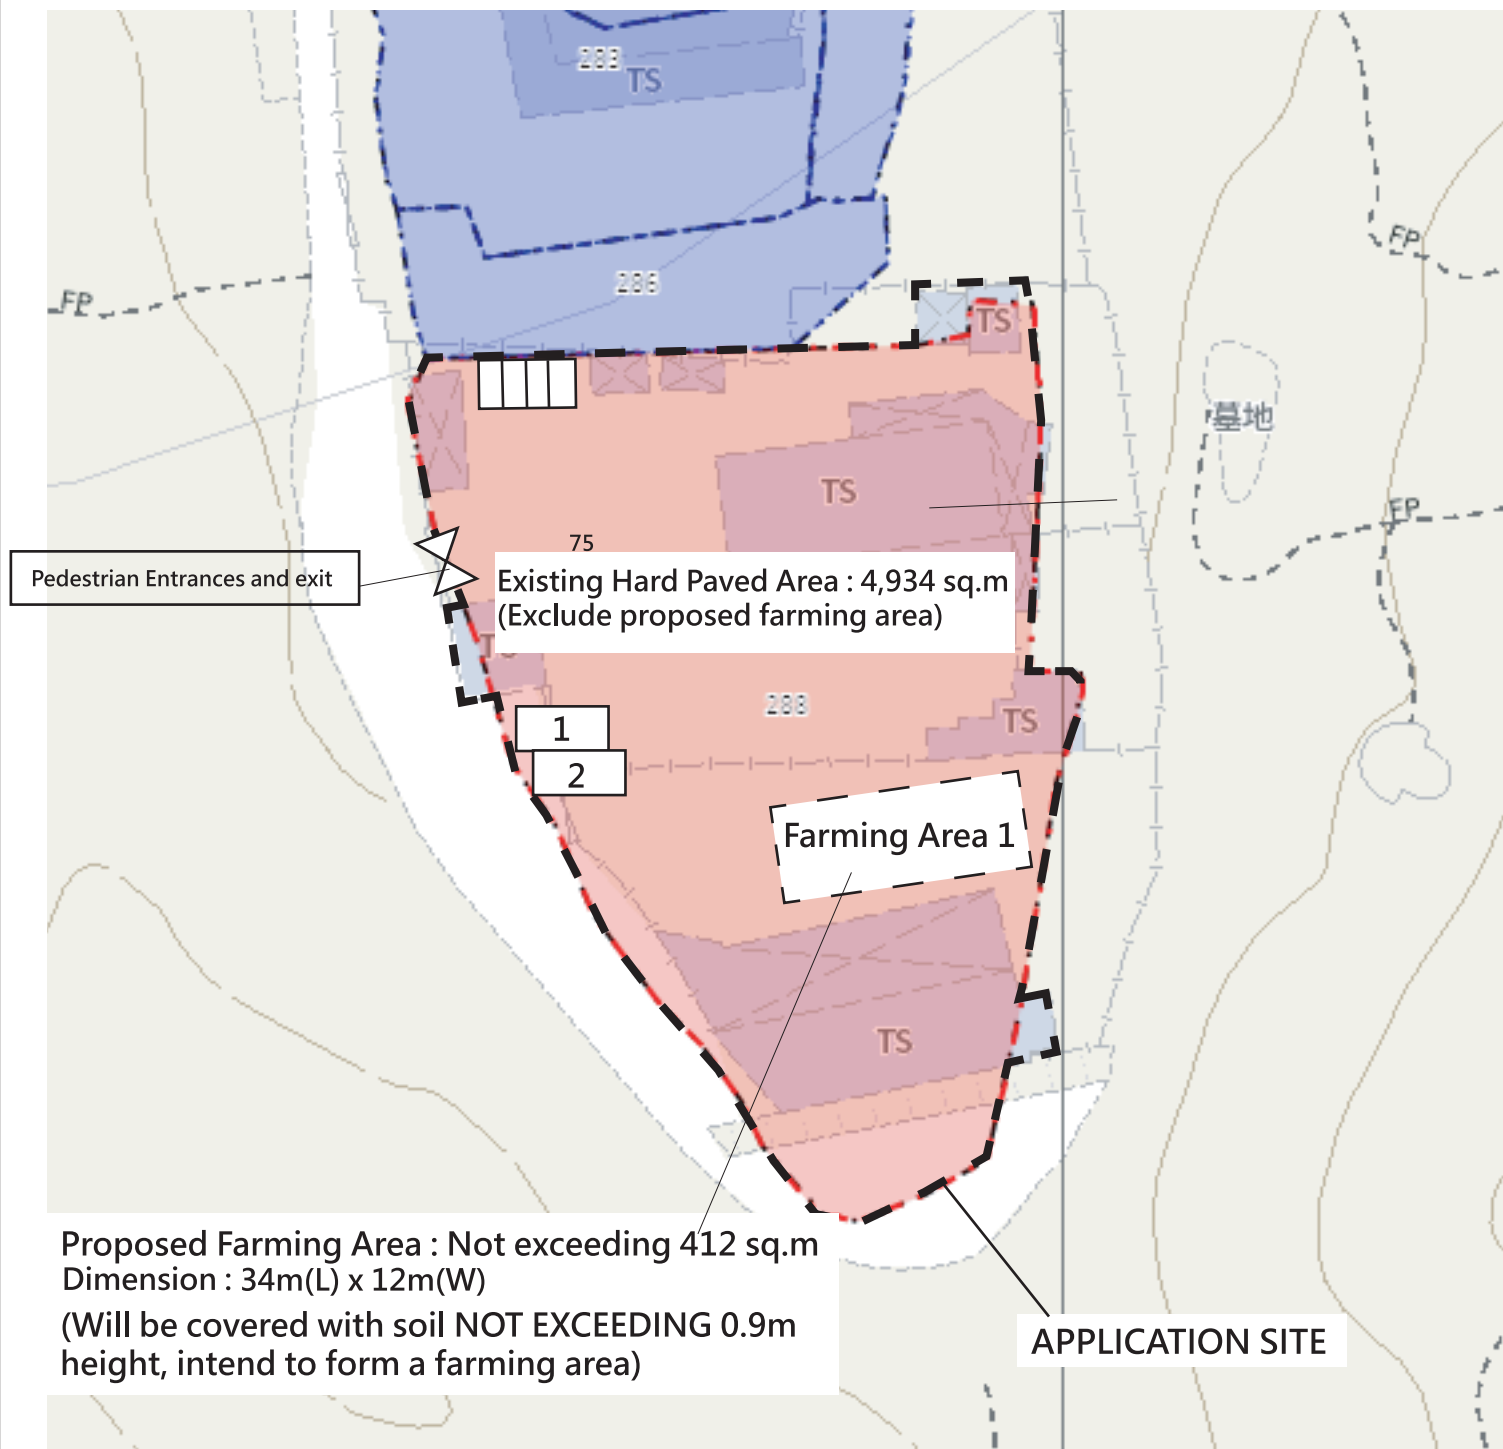 283
TS
286
FP
FP
TS
墓地
TS
FP
75
Pedestrian Entrances and exit
Existing Hard Paved Area : 4,934 sq.m
(Exclude proposed farming area)
TS
288
TS
1
2
Farming Area 1
TS
Proposed Farming Area : Not exceeding 412 sq.m
Dimension : 34m(L) x 12m(W)
(Will be covered with soil NOT EXCEEDING 0.9m
height, intend to form a farming area)
APPLICATION SITE